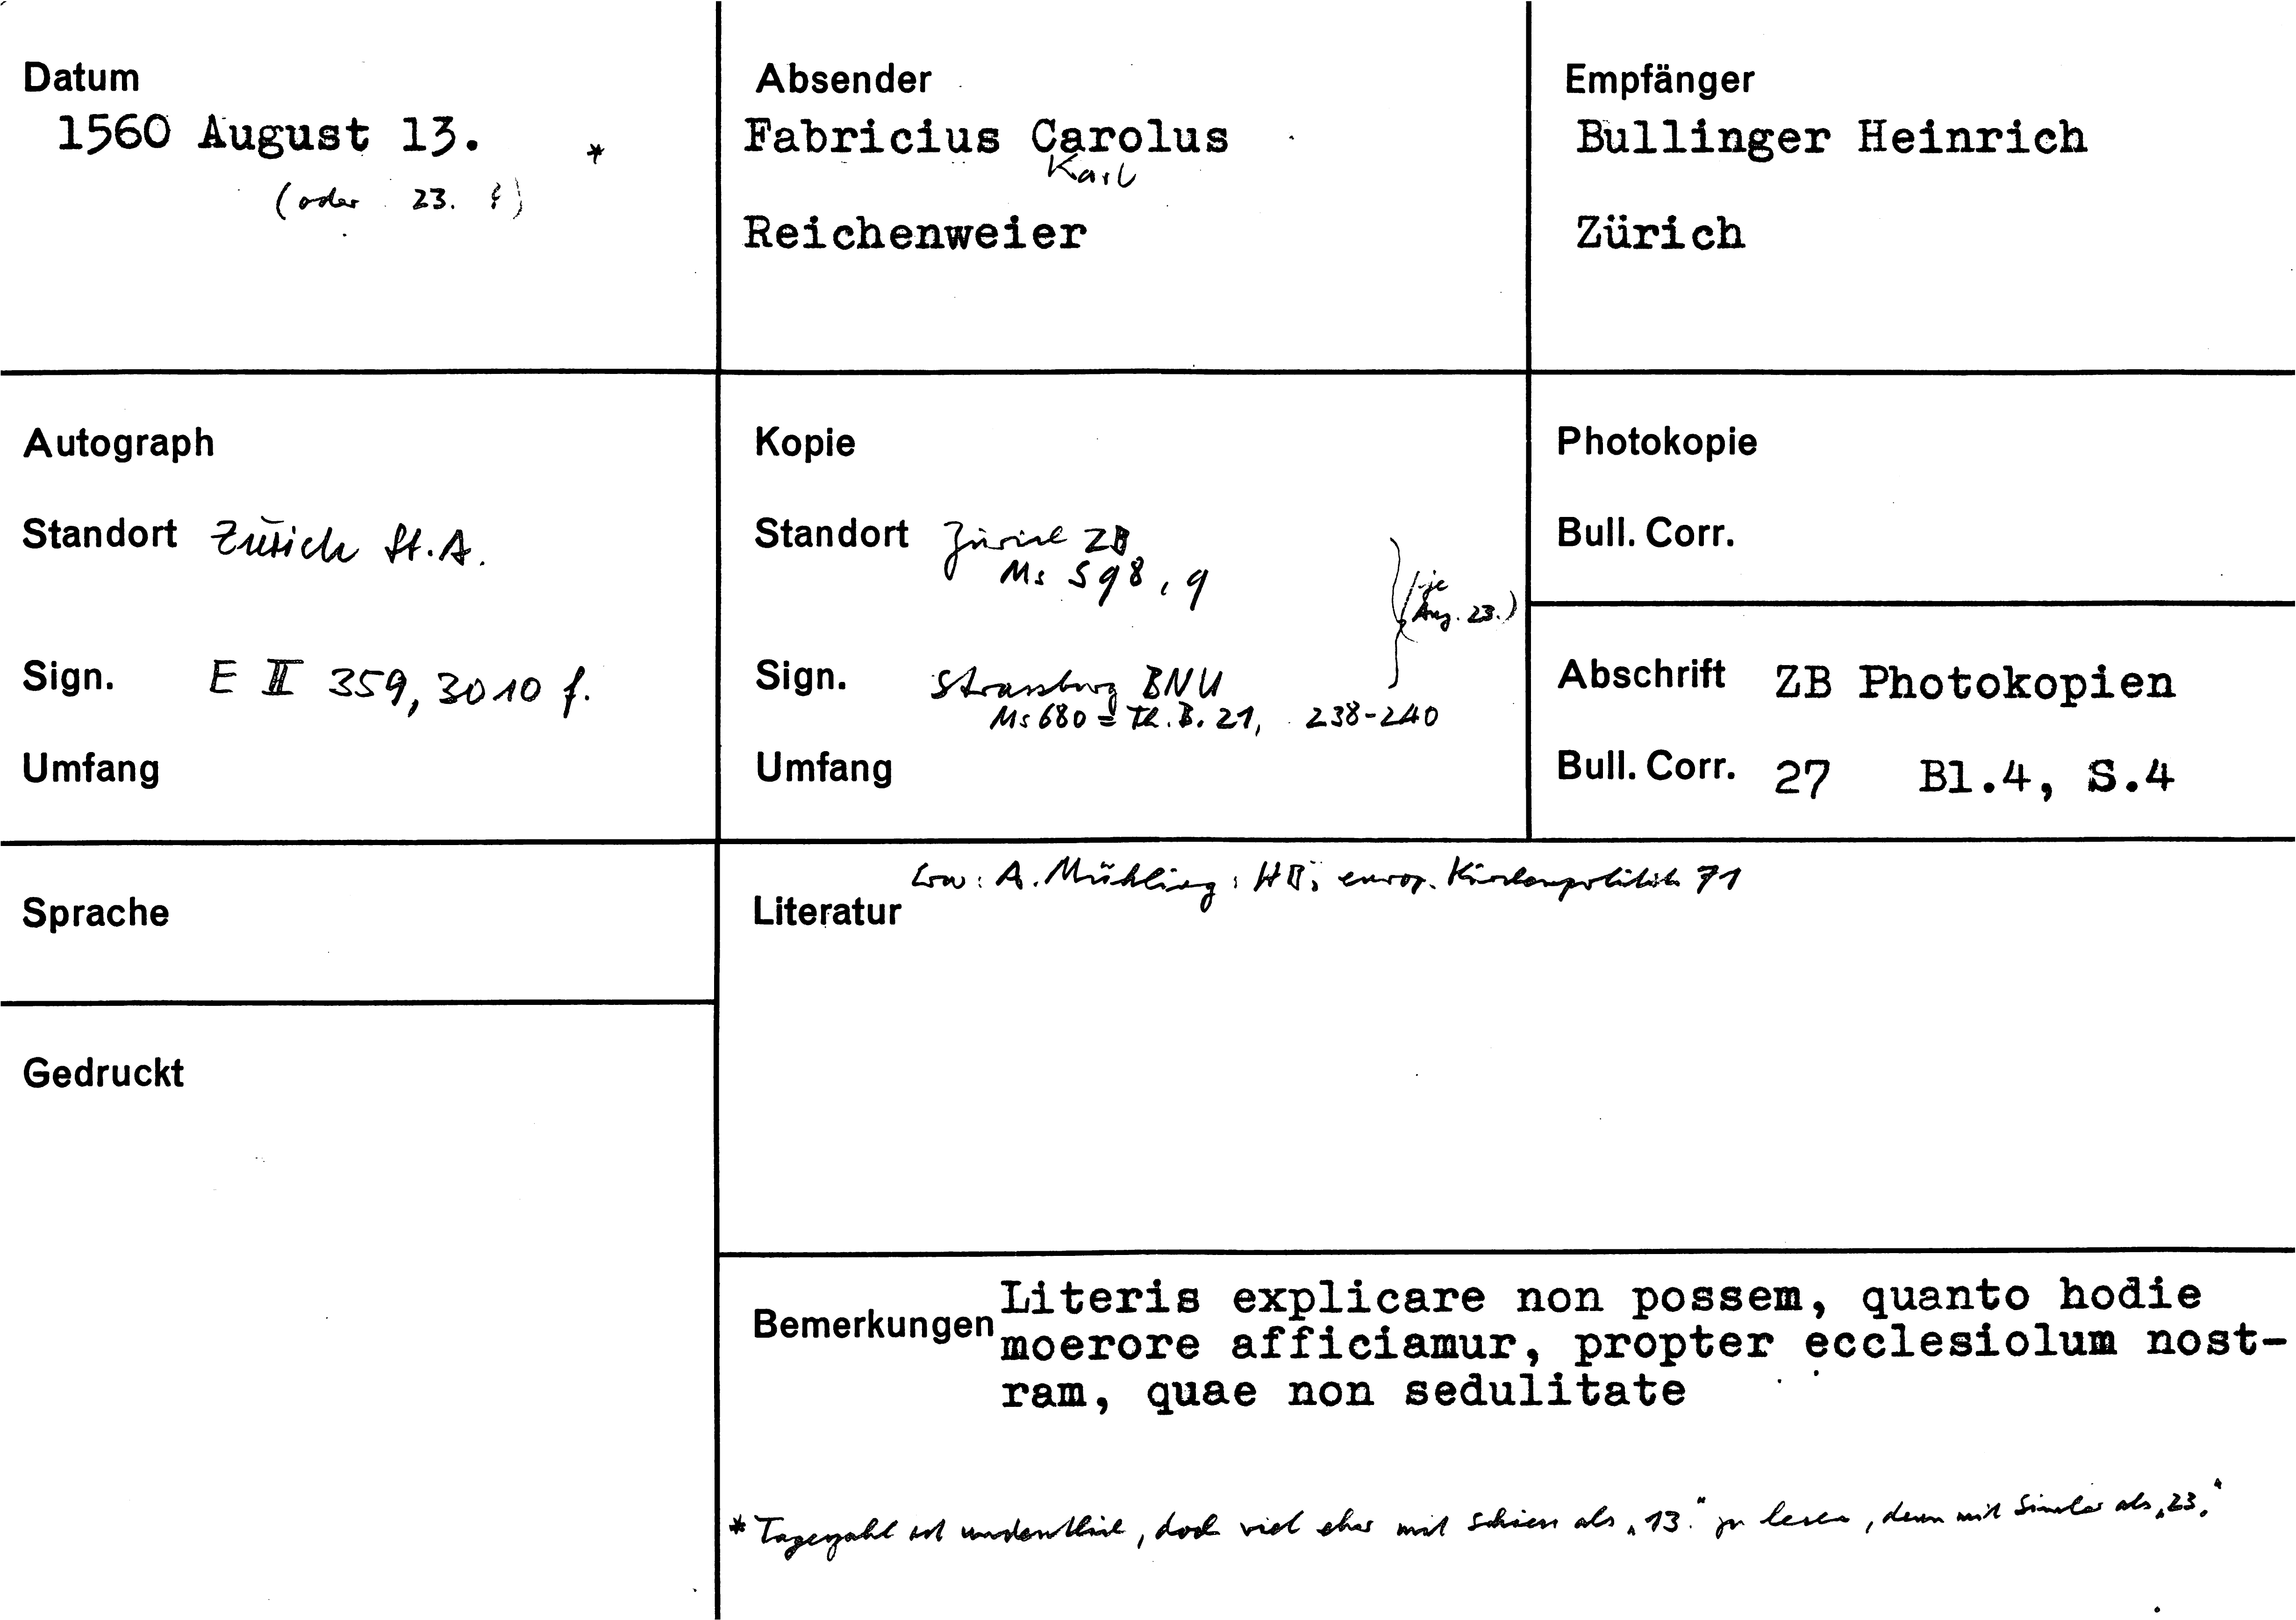 Datum
1560 August 13. *
(oder 23. ?)
Absender
Fabricius Carolus
Karl
Reichenweier
Empfänger
Bullinger Heinrich
Zürich
Autograph
Standort Zürich St.A.
Sign. E II 359, 3010 f.
Umfang
Kopie
Standort Zürich ZB
Ms S 98, 9
(je
Aug. 23.)
Sign. Strassburg BNU
Ms 680 = Th. B. 21, 238-240
Umfang
Photokopie
Bull. Corr.
Abschrift ZB Photokopien
Bull. Corr. 27 Bl.4, S.4
Sprache
Gedruckt
A. Mühling: HB, europ. Kirchenpolitik 71
Literatur
Bemerkungen Literis explicare non possem, quanto hodie
moerore afficiamur, propter ecclesiolum nost-
ram, quae non sedulitate
* Tageszahl ist undeutlich, doch viel eher mit Schiess als „13." zu lesen, denn mit Simler als „23."